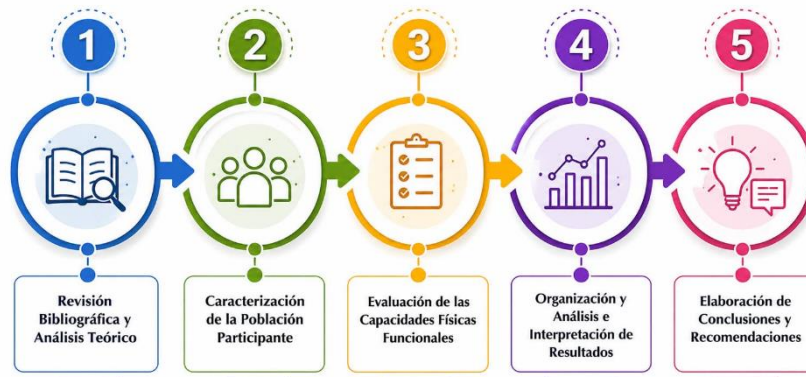 1
2
3
4
5
Revisión
Bibliográfica y
Análisis Teórico
Caracterización
de la Población
Participante
Evaluación de las
Capacidades Físicas
Funcionales
Organización y
Análisis e
Interpretación de
Resultados
Elaboración de
Conclusiones y
Recomendaciones